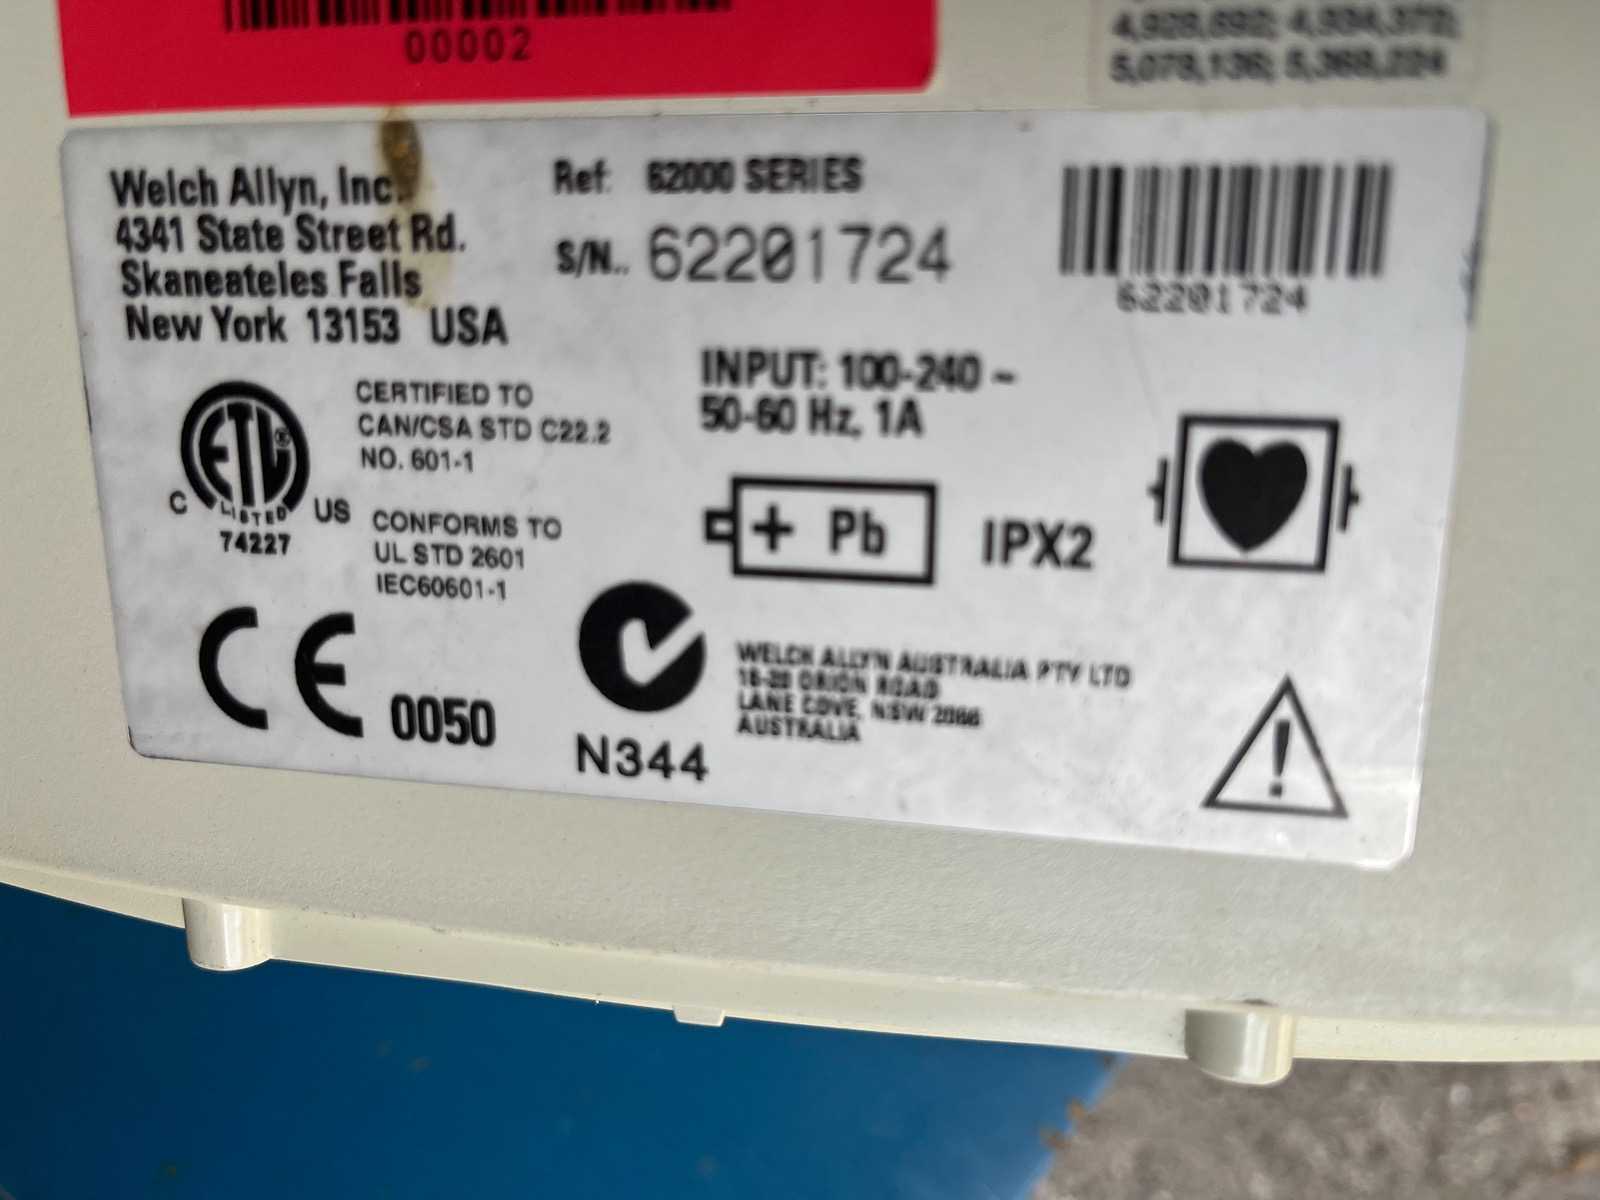 00002
4,928,692; 4,934,372;
5,078,136; 5,368,224
Welch Allyn, Inc.
4341 State Street Rd.
Skaneateles Falls
New York 13153 USA
Ref: 62000 SERIES
S/N.. 62201724
62201724
INPUT: 100-240 ~
50-60 Hz, 1A
ETL®
C LISTED US
74227
CERTIFIED TO
CAN/CSA STD C22.2
NO. 601-1
CONFORMS TO
UL STD 2601
IEC60601-1
+ Pb
IPX2
CE 0050
N344
WELCH ALLYN AUSTRALIA PTY LTD
ORION ROAD
LANE COVE, NSW 2066
AUSTRALIA
!